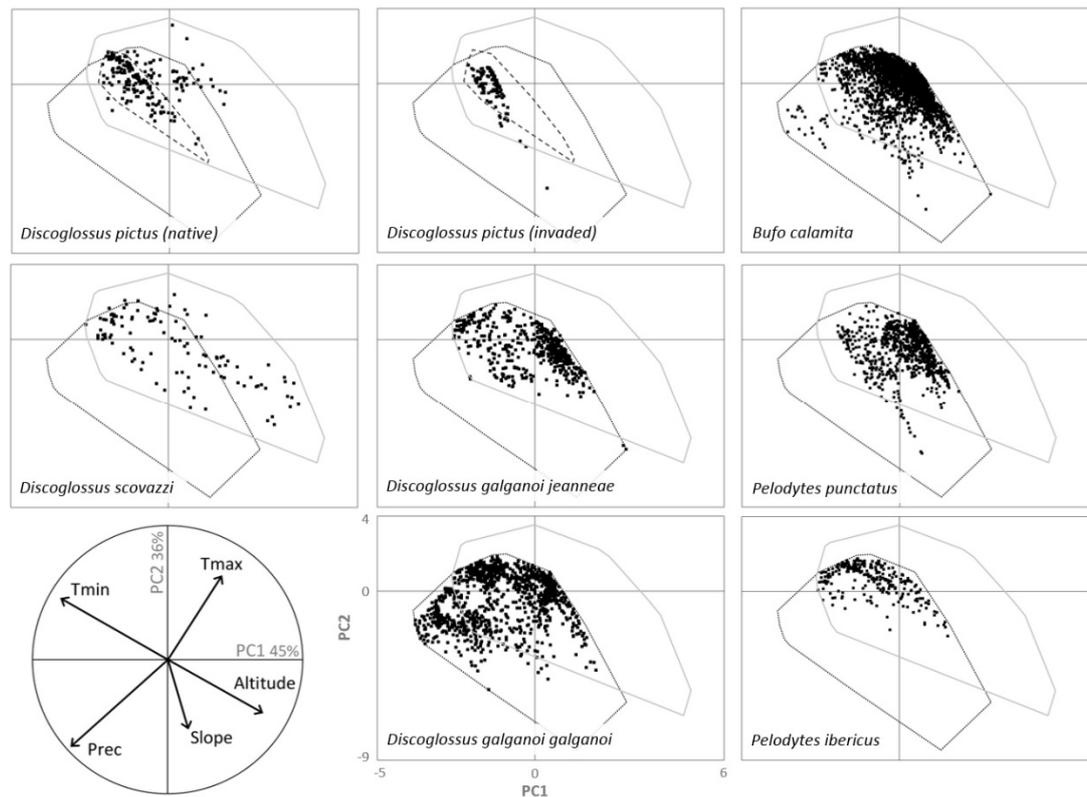 Discoglossus pictus (native)
Discoglossus pictus (invaded)
Bufo calamita
Discoglossus scovazzi
Discoglossus galganoi jeanneae
Pelodytes punctatus
PC2 36%
Tmax
Tmin
PC1 45%
Altitude
Slope
Prec
4
0
PC2
-9
Discoglossus galganoi galganoi
-5
0
6
PC1
Pelodytes ibericus